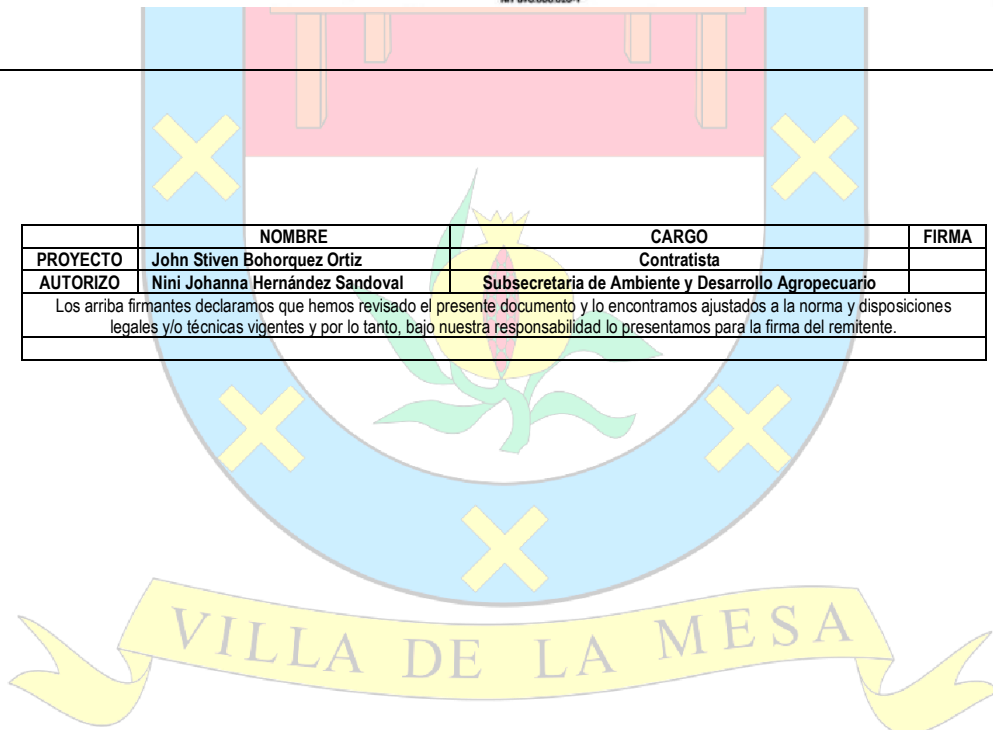 NOMBRE CARGO FIRMA
PROYECTO John Stiven Bohorquez Ortiz Contratista
AUTORIZO Nini Johanna Hernández Sandoval Subsecretaria de Ambiente y Desarrollo Agropecuario
Los arriba firmantes declaramos que hemos revisado el presente documento y lo encontramos ajustados a la norma y disposiciones
legales y/o técnicas vigentes y por lo tanto, bajo nuestra responsabilidad lo presentamos para la firma del remitente.
VILLA DE LA MESA